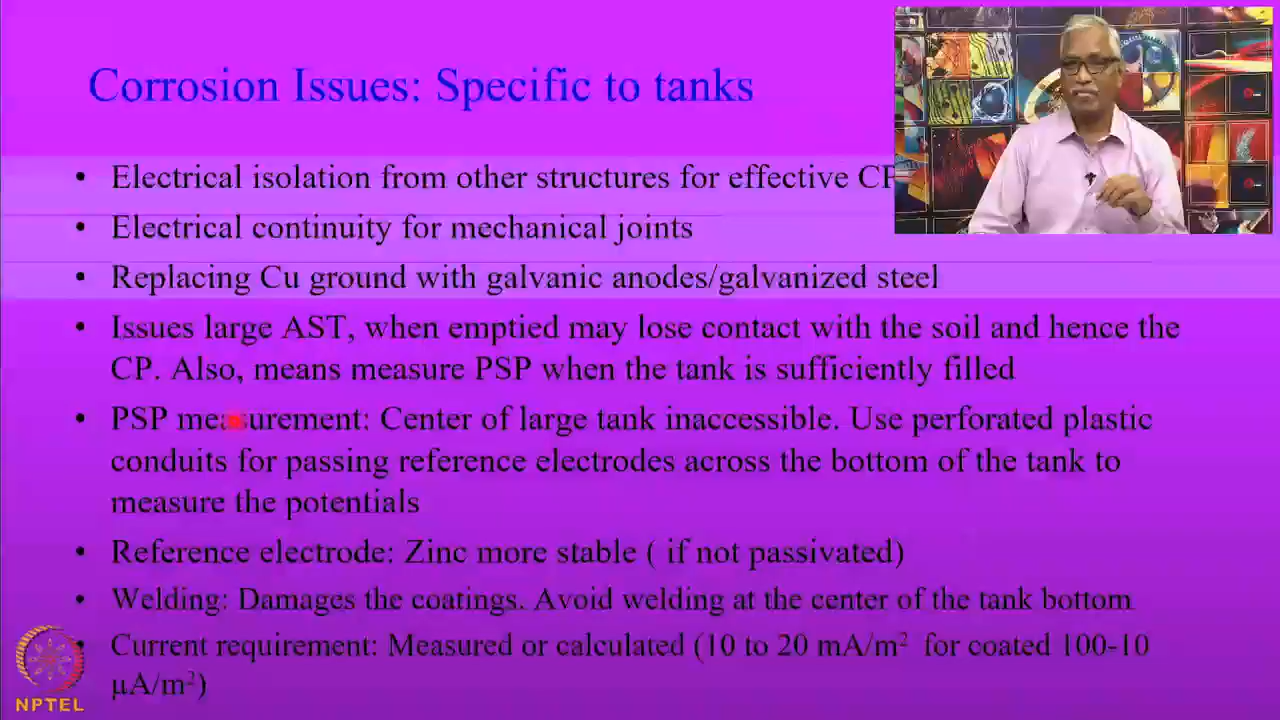 Corrosion Issues: Specific to tanks
• Electrical isolation from other structures for effective CP
• Electrical continuity for mechanical joints
• Replacing Cu ground with galvanic anodes/galvanized steel
• Issues large AST, when emptied may lose contact with the soil and hence the
CP. Also, means measure PSP when the tank is sufficiently filled
• PSP measurement: Center of large tank inaccessible. Use perforated plastic
conduits for passing reference electrodes across the bottom of the tank to
measure the potentials
• Reference electrode: Zinc more stable ( if not passivated)
• Welding: Damages the coatings. Avoid welding at the center of the tank bottom
• Current requirement: Measured or calculated (10 to 20 mA/m² for coated 100-10
μA/m²)
NPTEL